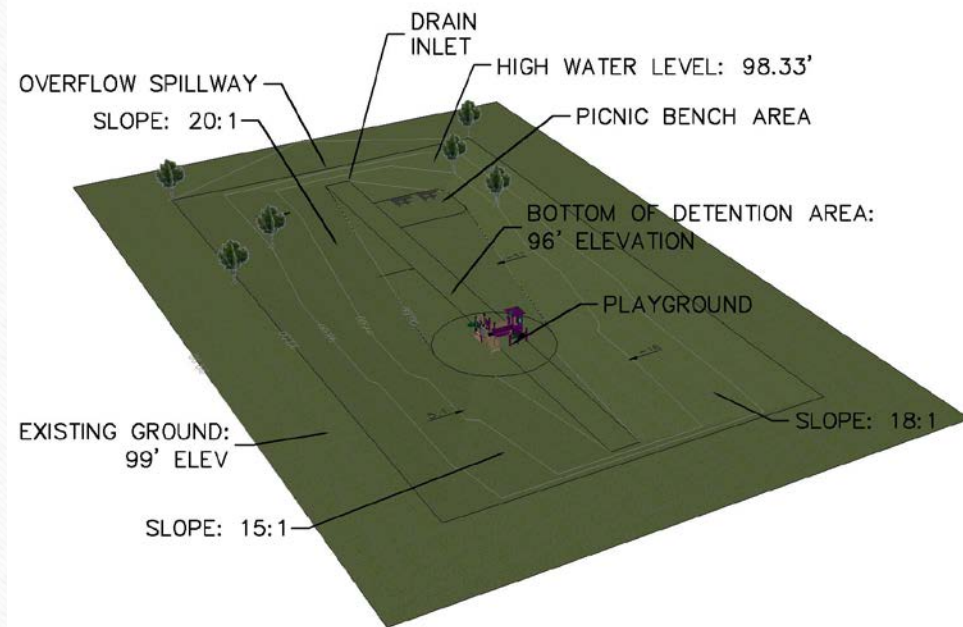 DRAIN
INLET
HIGH WATER LEVEL: 98.33'
OVERFLOW SPILLWAY
SLOPE: 20:1
PICNIC BENCH AREA
BOTTOM OF DETENTION AREA:
96' ELEVATION
PLAYGROUND
EXISTING GROUND:
99' ELEV
SLOPE: 18:1
SLOPE: 15:1